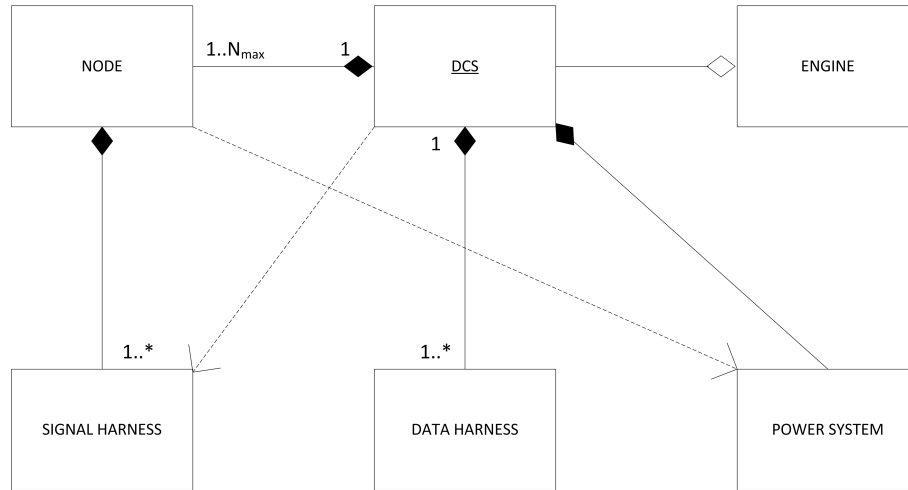 NODE
1..Nmax
1
DCS
ENGINE
1
1..*
1..*
SIGNAL HARNESS
DATA HARNESS
POWER SYSTEM